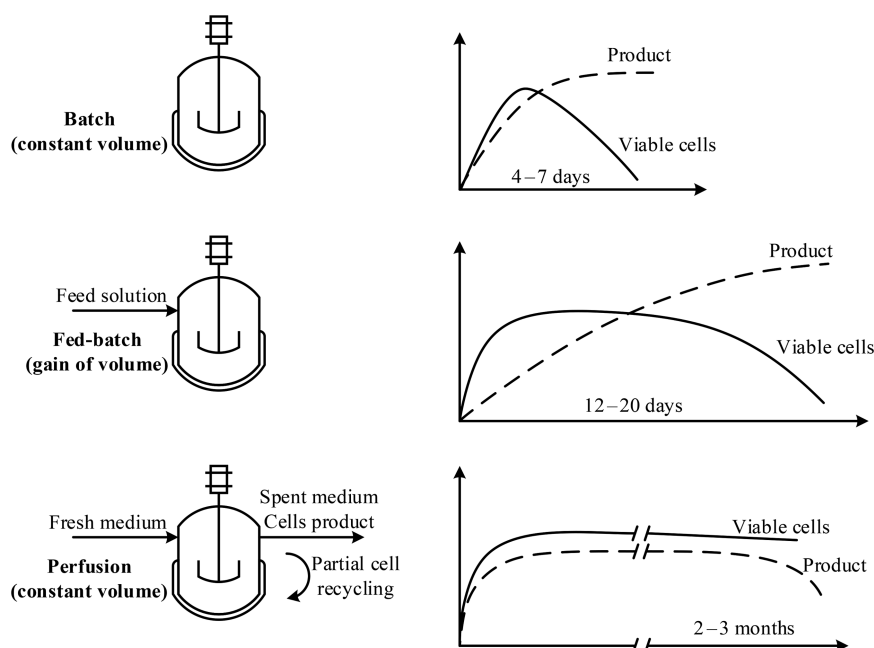 Batch
(constant volume)
Product
Viable cells
4–7 days
Feed solution
Fed-batch
(gain of volume)
Product
Viable cells
12–20 days
Fresh medium
Spent medium
Cells product
Perfusion
(constant volume)
Partial cell
recycling
Viable cells
Product
2–3 months